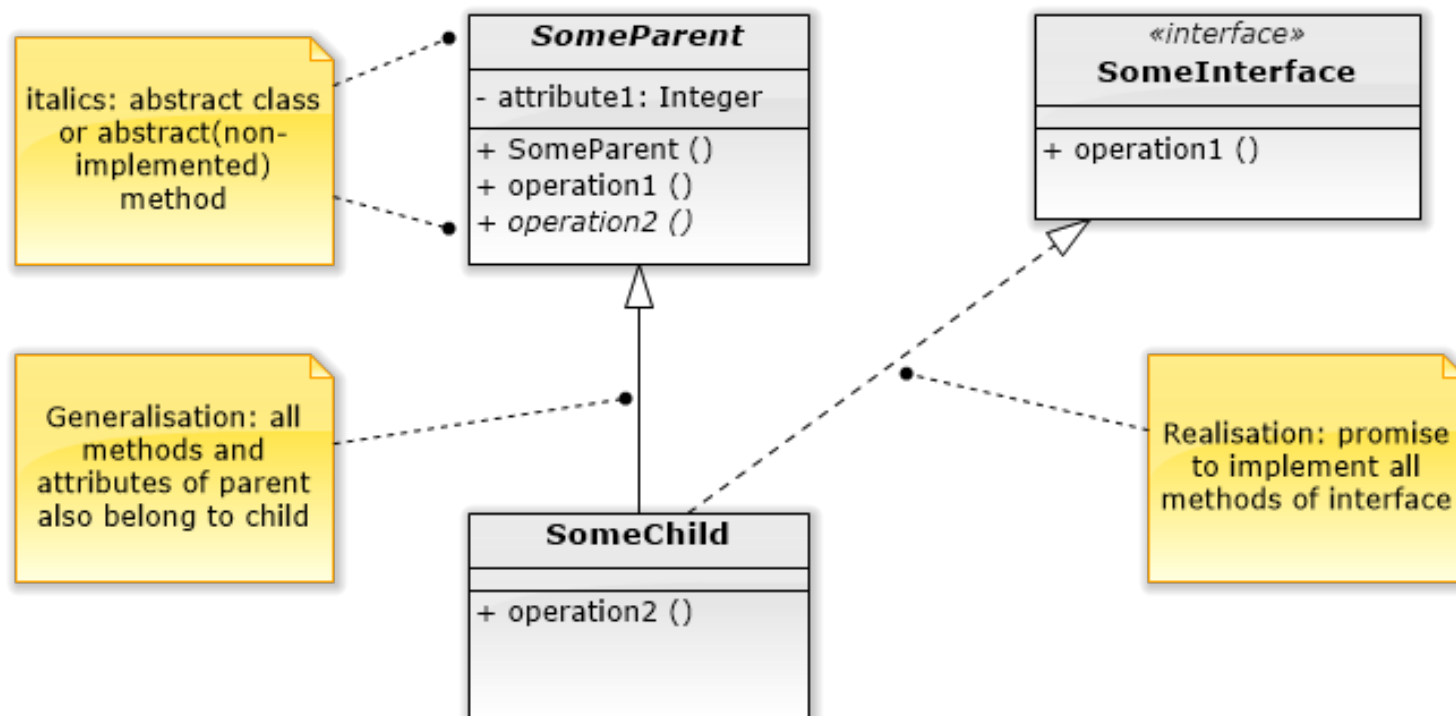 italics: abstract class
or abstract(non-
implemented)
method
SomeParent
- attribute1: Integer
+ SomeParent ()
+ operation1 ()
+ operation2 ()
«interface»
SomeInterface
+ operation1 ()
Generalisation: all
methods and
attributes of parent
also belong to child
Realisation: promise
to implement all
methods of interface
SomeChild
+ operation2 ()